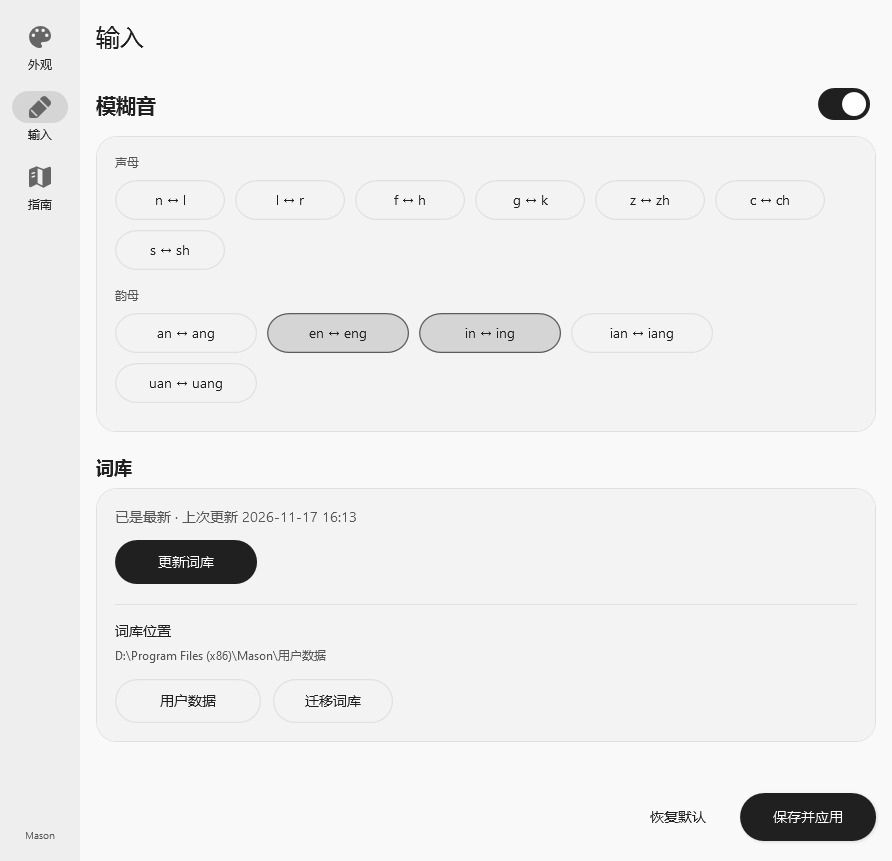 输入
外观
输入
指南
模糊音
声母
n ↔ l
l ↔ r
f ↔ h
g ↔ k
z ↔ zh
c ↔ ch
s ↔ sh
韵母
an ↔ ang
en ↔ eng
in ↔ ing
ian ↔ iang
uan ↔ uang
词库
已是最新 · 上次更新 2026-11-17 16:13
更新词库
词库位置
D:\Program Files (x86)\Mason\用户数据
用户数据
迁移词库
恢复默认
保存并应用
Mason